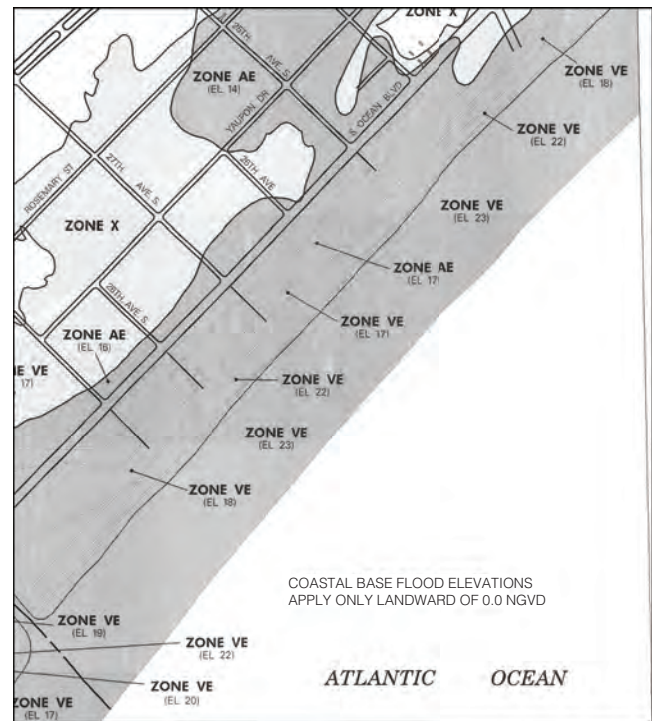 ZONE X
25TH AVE S.
ZONE AE
(EL 14)
ZONE VE
(EL 18)
YAUPON DR
S. OCEAN BLVD
ZONE VE
(EL 22)
ROSEMARY ST
27TH AVE S.
26TH AVE
ZONE VE
(EL 23)
ZONE X
ZONE AE
(EL 17)
28TH AVE S.
ZONE VE
(EL 17)
ZONE AE
(EL 16)
NE VE
17)
ZONE VE
(EL 22)
ZONE VE
(EL 23)
ZONE VE
(EL 18)
COASTAL BASE FLOOD ELEVATIONS
APPLY ONLY LANDWARD OF 0.0 NGVD
ZONE VE
(EL 19)
ZONE VE
(EL 22)
ZONE VE
(EL 20)
ZONE VE
(EL 17)
ATLANTIC OCEAN